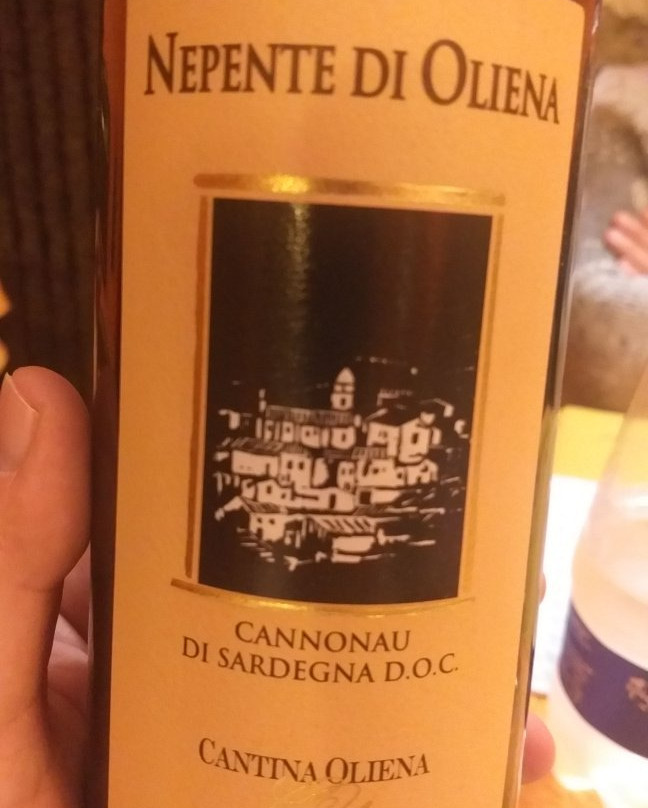 NEPENTE DI OLIENA
CANNONAU
DI SARDEGNA D.O.C.
CANTINA OLIENA